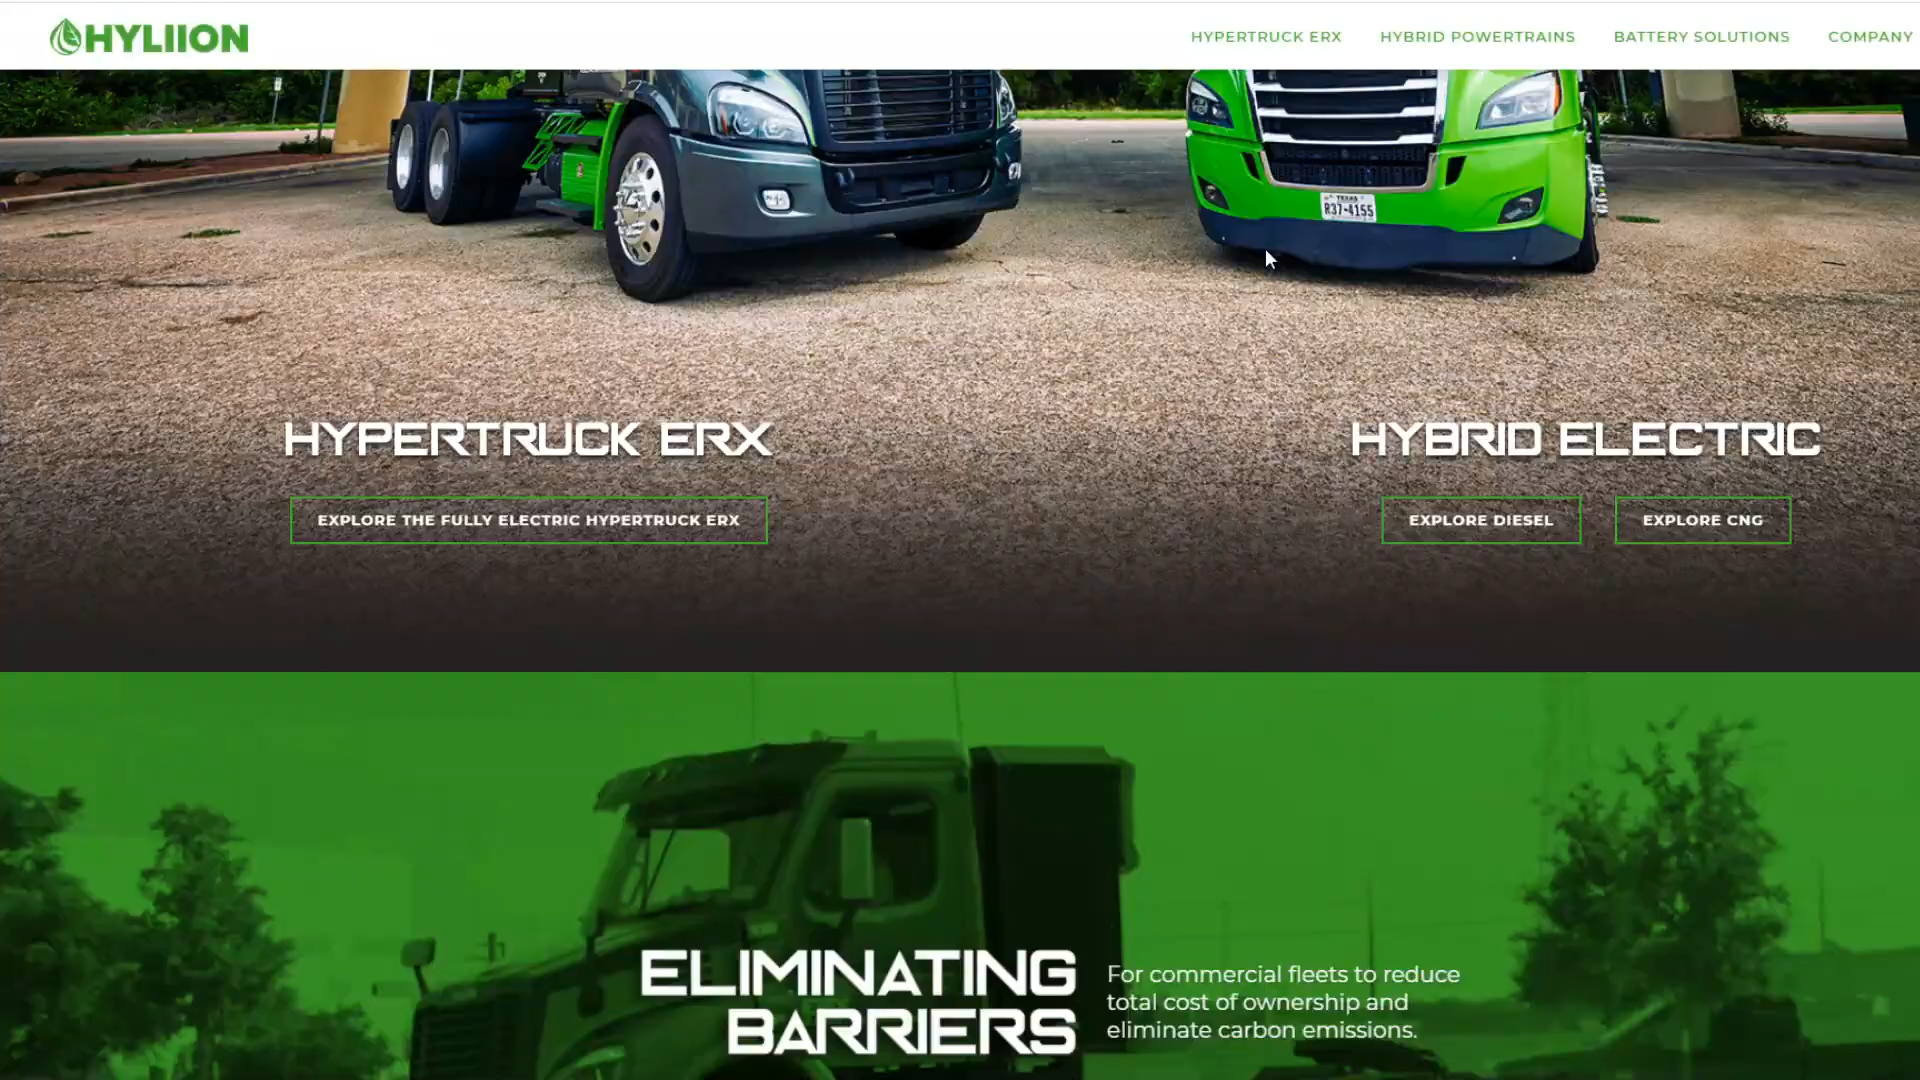 HYLIION
HYPERTRUCK ERX
HYBRID POWERTRAINS
BATTERY SOLUTIONS
COMPANY
TEXAS
R37-4155
HYPERTRUCK ERX
EXPLORE THE FULLY ELECTRIC HYPERTRUCK ERX
HYBRID ELECTRIC
EXPLORE DIESEL
EXPLORE CNG
ELIMINATING
BARRIERS
For commercial fleets to reduce
total cost of ownership and
eliminate carbon emissions.